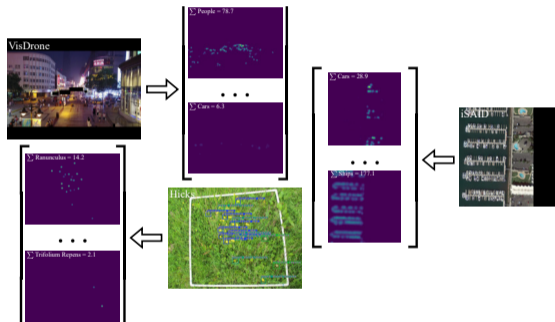 VisDrone
∑ People = 78.7
• • •
∑ Cars = 6.3
∑ Cars = 28.9
• • •
∑ Ships = 177.1
iSAID
∑ Ranunculus = 14.2
• • •
∑ Trifolium Repens = 2.1